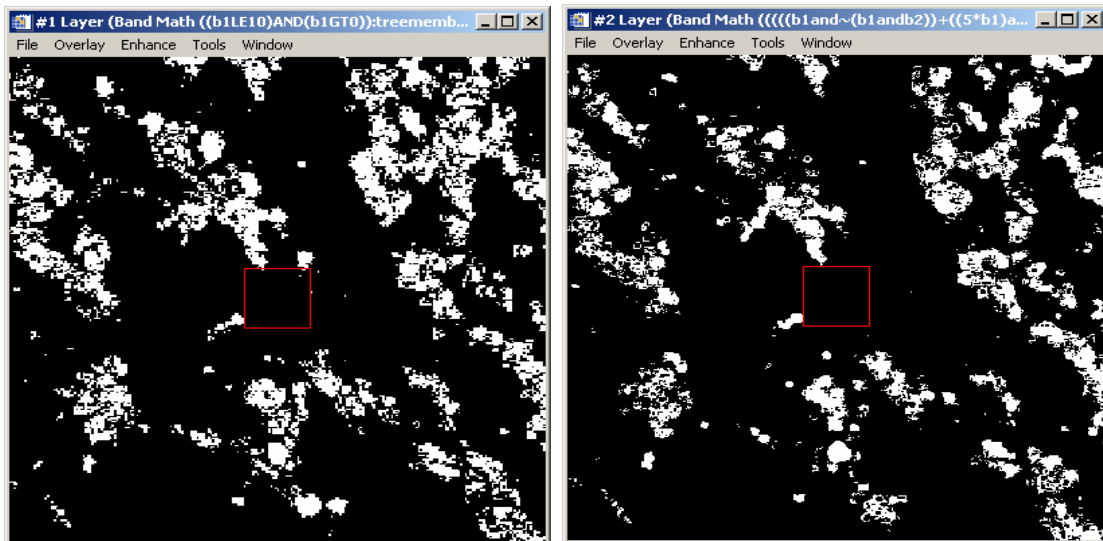 #1 Layer (Band Math ((b1LE10)AND(b1GT0)):treememb...
File Overlay Enhance Tools Window
#2 Layer (Band Math (((((b1and~(b1andb2))+((5*b1)a...
File Overlay Enhance Tools Window